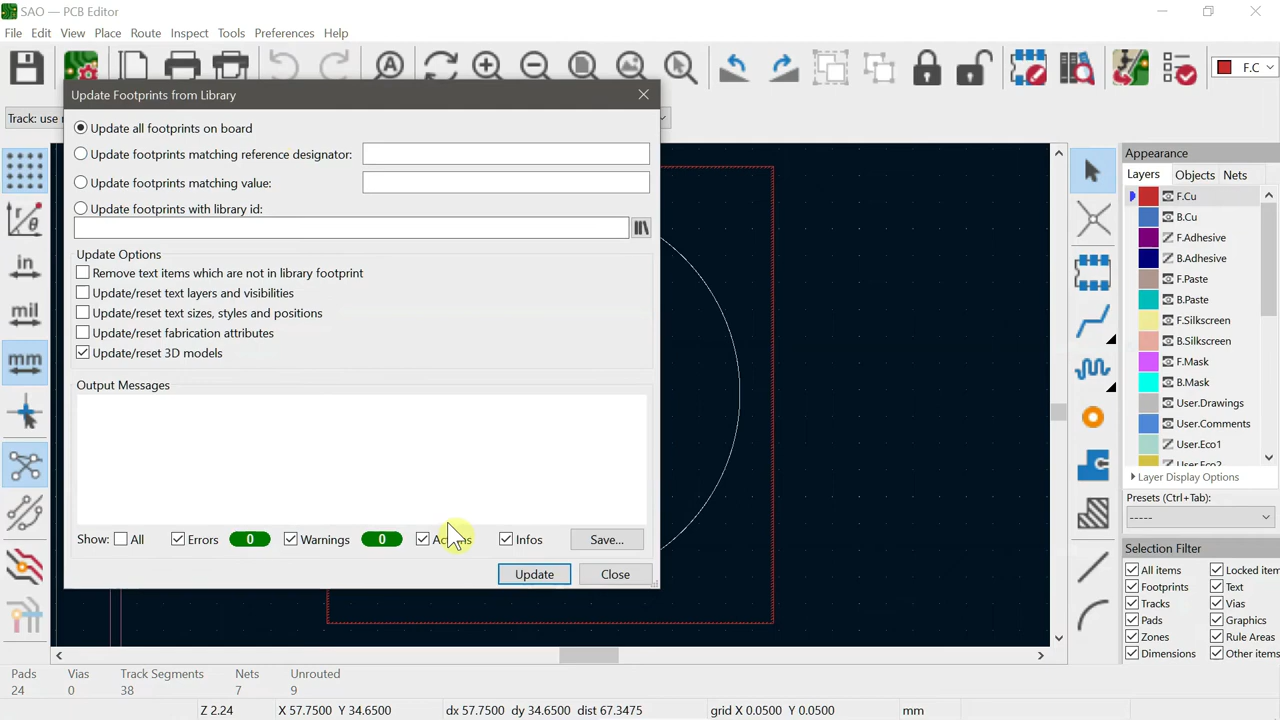 SAO — PCB Editor
File Edit View Place Route Inspect Tools Preferences Help
F.C
Track: use
Update Footprints from Library
Update all footprints on board
Update footprints matching reference designator:
Update footprints matching value:
Update footprints with library id:
Update Options
Remove text items which are not in library footprint
Update/reset text layers and visibilities
Update/reset text sizes, styles and positions
Update/reset fabrication attributes
Update/reset 3D models
Output Messages
Show: All Errors 0 Warnings 0 Actions Infos Save...
Update Close
in
mil
mm
Appearance
Layers Objects Nets
F.Cu
B.Cu
F.Adhesive
B.Adhesive
F.Paste
B.Paste
F.Silkscreen
B.Silkscreen
F.Mask
B.Mask
User.Drawings
User.Comments
User.Eco1
User.Eco2
Layer Display Options
Presets (Ctrl+Tab):
-----
Selection Filter
All items Locked item
Footprints Text
Tracks Vias
Pads Graphics
Zones Rule Areas
Dimensions Other items
Pads Vias Track Segments Nets Unrouted
24 0 38 7 9
Z 2.24 X 57.7500 Y 34.6500 dx 57.7500 dy 34.6500 dist 67.3475 grid X 0.0500 Y 0.0500 mm